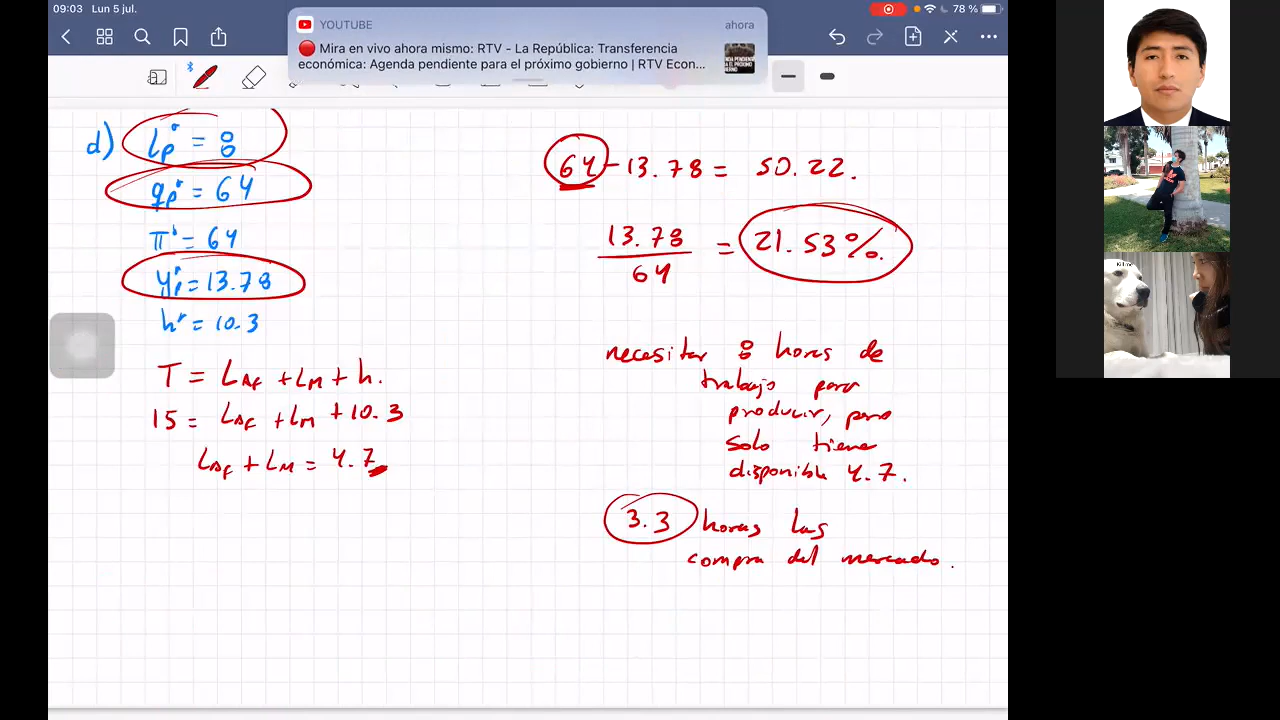 09:03 Lun 5 jul.
78 %
YOUTUBE
ahora
🔴 Mira en vivo ahora mismo: RTV - La República: Transferencia
económica: Agenda pendiente para el próximo gobierno | RTV Econ...
d) Lp* = 8
qp* = 64
π* = 64
yp* = 13.78
h* = 10.3
T = LAF + LM + h.
15 = LAF + LM + 10.3
LAF + LM = 4.7
64 - 13.78 = 50.22.
13.78
64
= 21.53%.
necesitar 8 horas de
trabajo para
producir, pero
solo tiene
disponible 4.7.
3.3 horas las
compra del mercado.